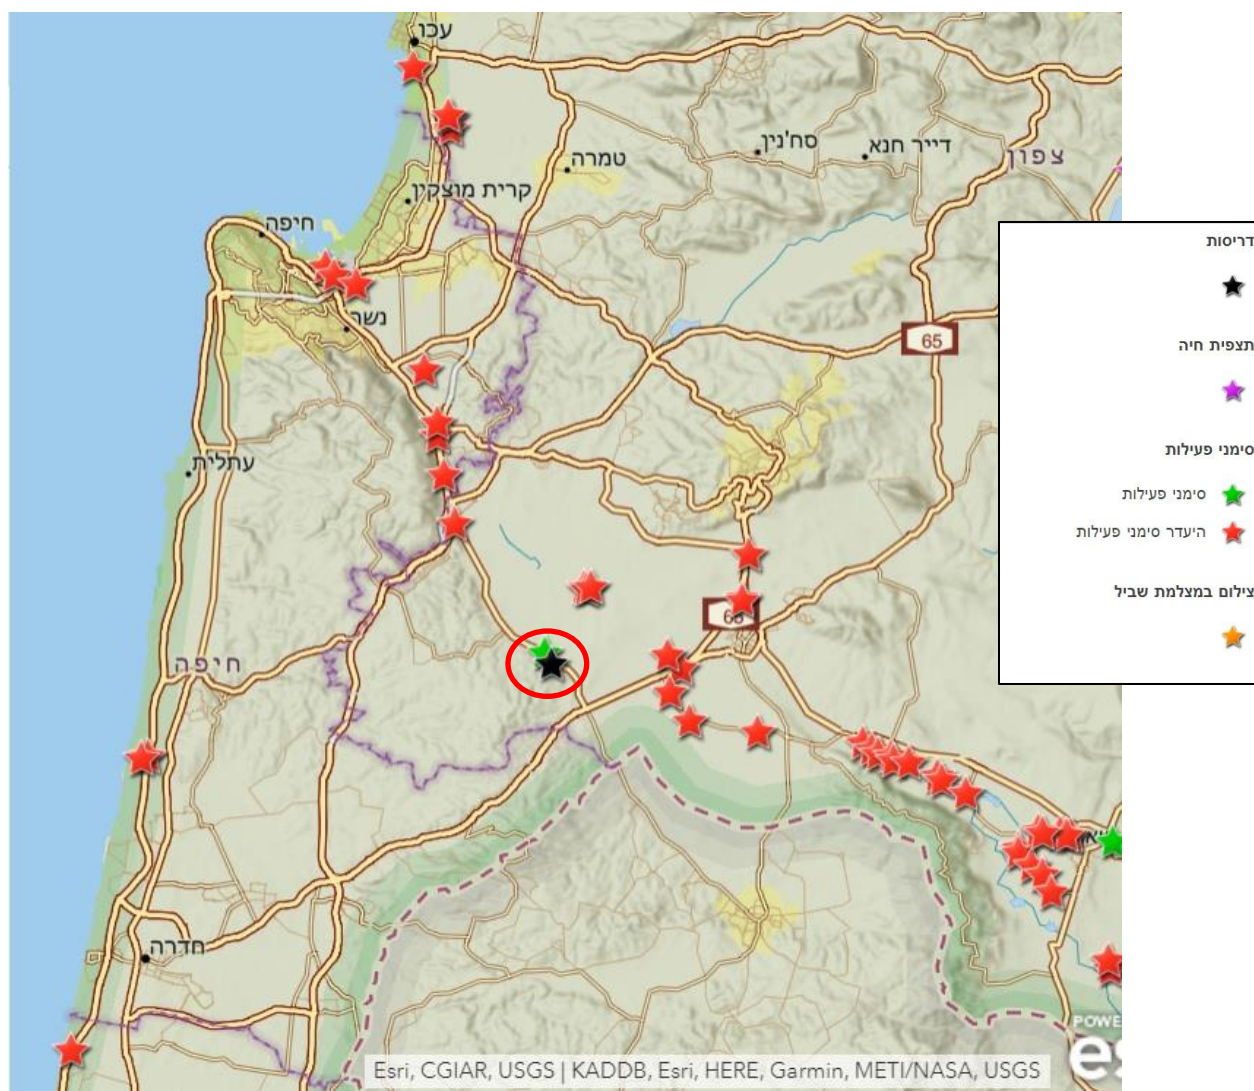 עכו
סח'נין
דייר חנא
צפון
טמרה
קרית מוצקין
חיפה
נשר
65
עתלית
חיפה
חדרה
דריסות
תצפית חיה
סימני פעילות
סימני פעילות
היעדר סימני פעילות
צילום במצלמת שביל
Esri, CGIAR, USGS | KADDB, Esri, HERE, Garmin, METI/NASA, USGS